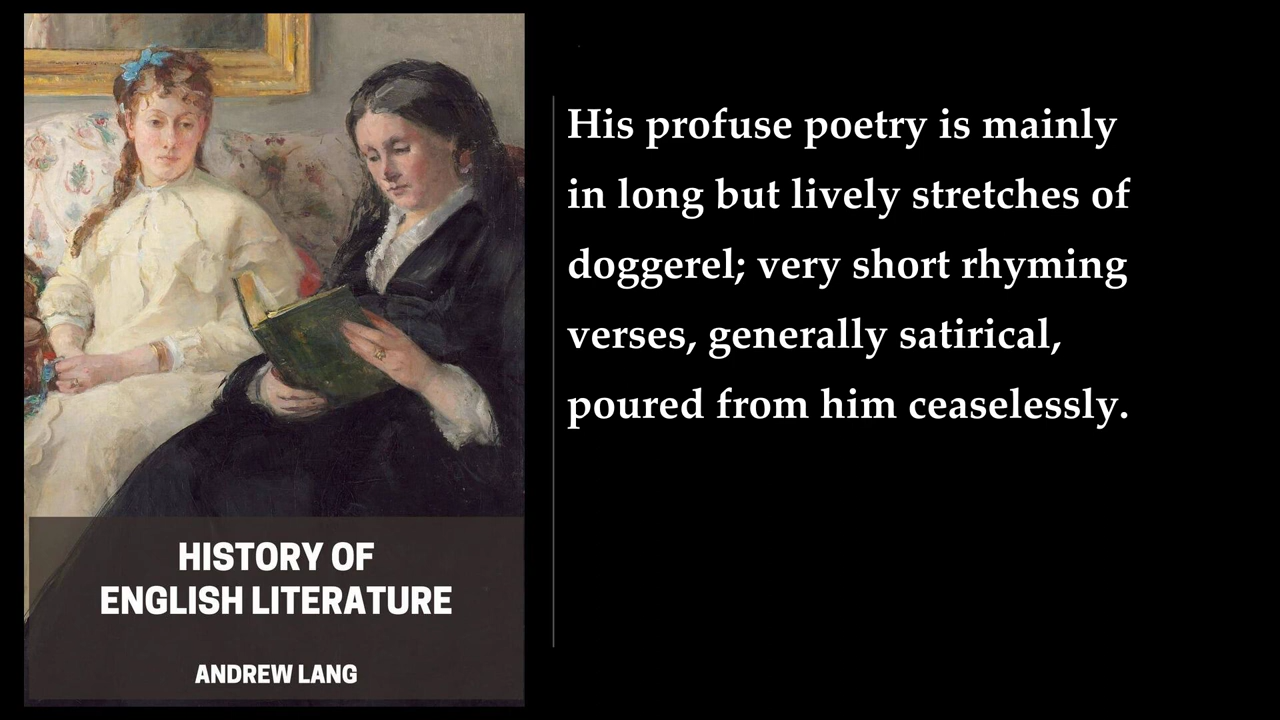 HISTORY OF
ENGLISH LITERATURE
ANDREW LANG
His profuse poetry is mainly
in long but lively stretches of
doggerel; very short rhyming
verses, generally satirical,
poured from him ceaselessly.